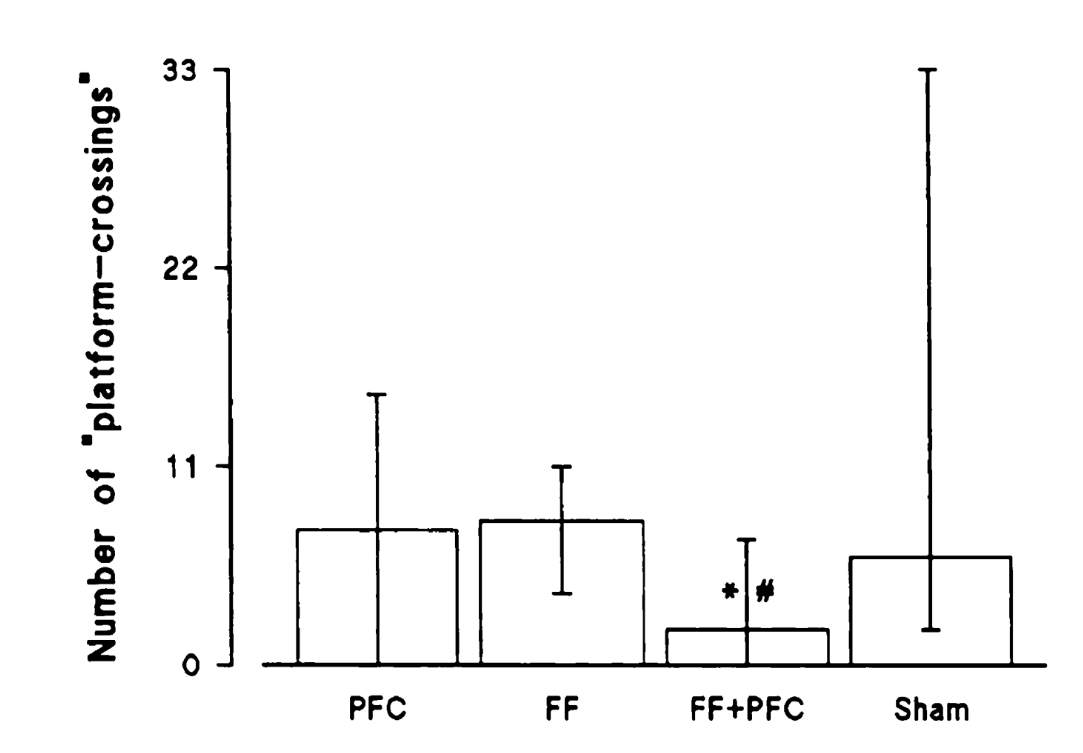 Number of "platform-crossings"
33
22
11
0
* #
PFC FF FF+PFC Sham